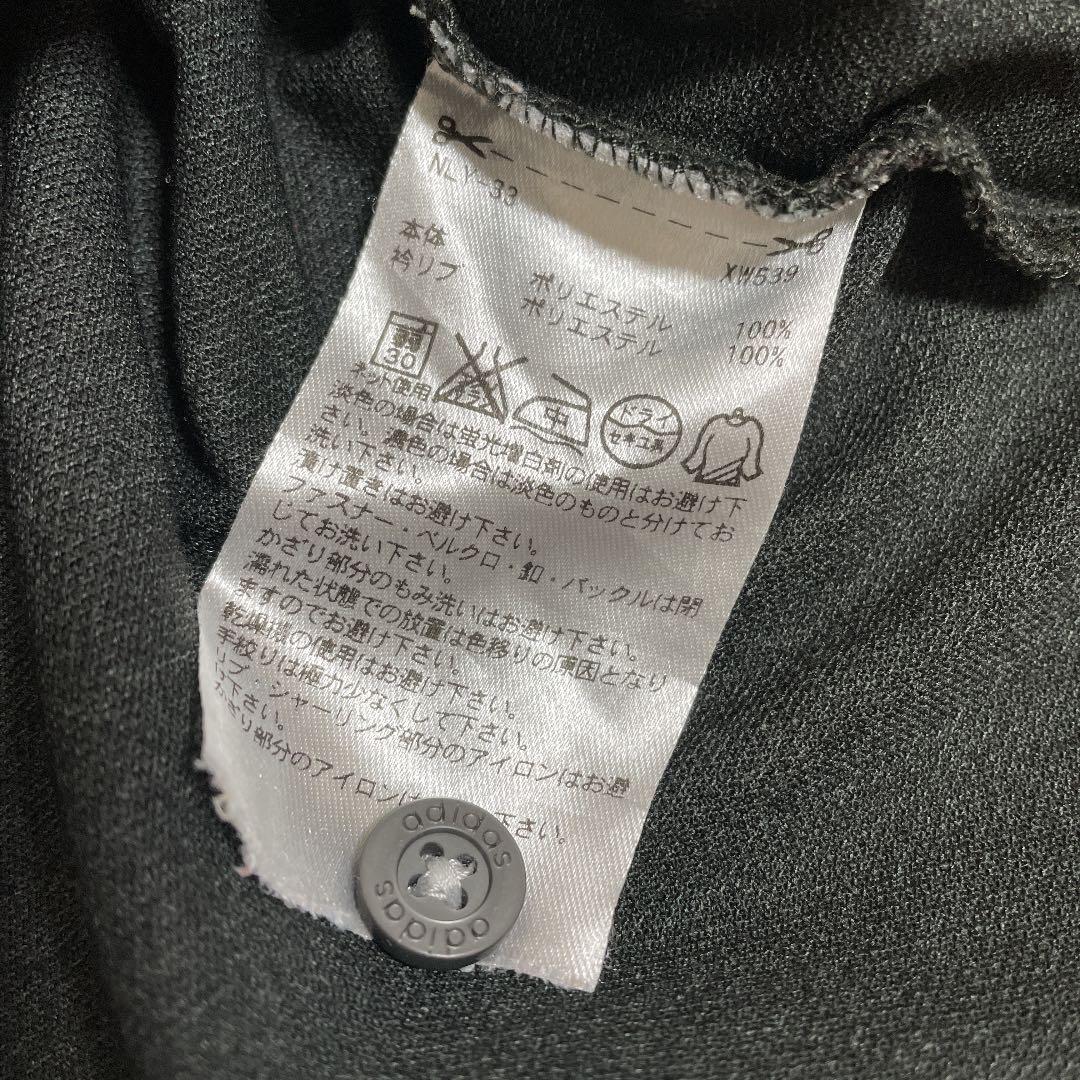 NLY-33
XW539
本体 ポリエステル 100%
衿リブ ポリエステル 100%
弱
30
エンソ
中
ドライ
セキユ系
ネット使用
淡色の場合は蛍光増白剤の使用はお避け下
さい。濃色の場合は淡色のものと分けてお
洗い下さい。
漬け置きはお避け下さい。
ファスナー・ベルクロ・釦・バックルは閉
じてお洗い下さい。
かざり部分のもみ洗いはお避け下さい。
濡れた状態での放置は色移りの原因となり
ますのでお避け下さい。
乾燥機の使用はお避け下さい。
手絞りは極力少なくして下さい。
リブ・シャーリング部分のアイロンはお避
け下さい。
かざり部分のアイロンは 下さい。
adidas
adidas